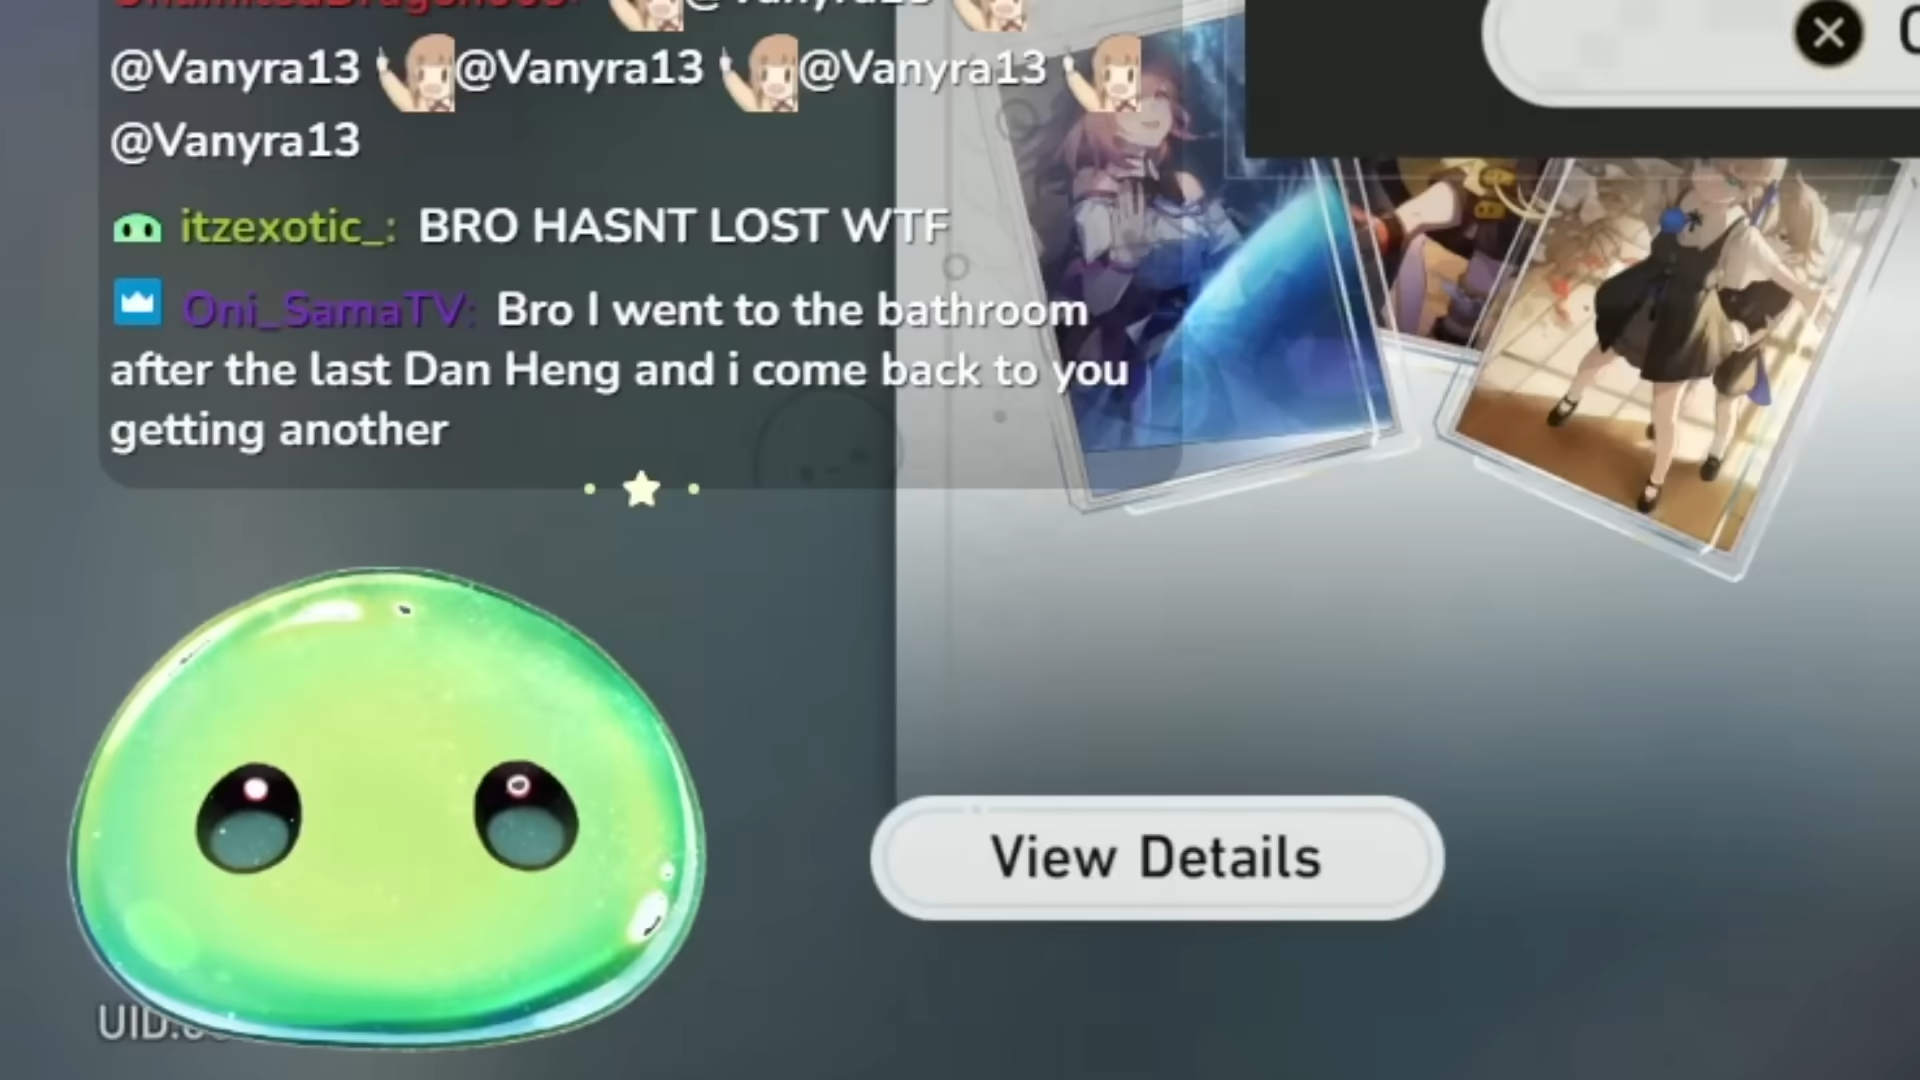 @Vanyra13 @Vanyra13 @Vanyra13
@Vanyra13
itzexotic_: BRO HASNT LOST WTF
Oni_SamaTV: Bro I went to the bathroom
after the last Dan Heng and i come back to you
getting another
View Details